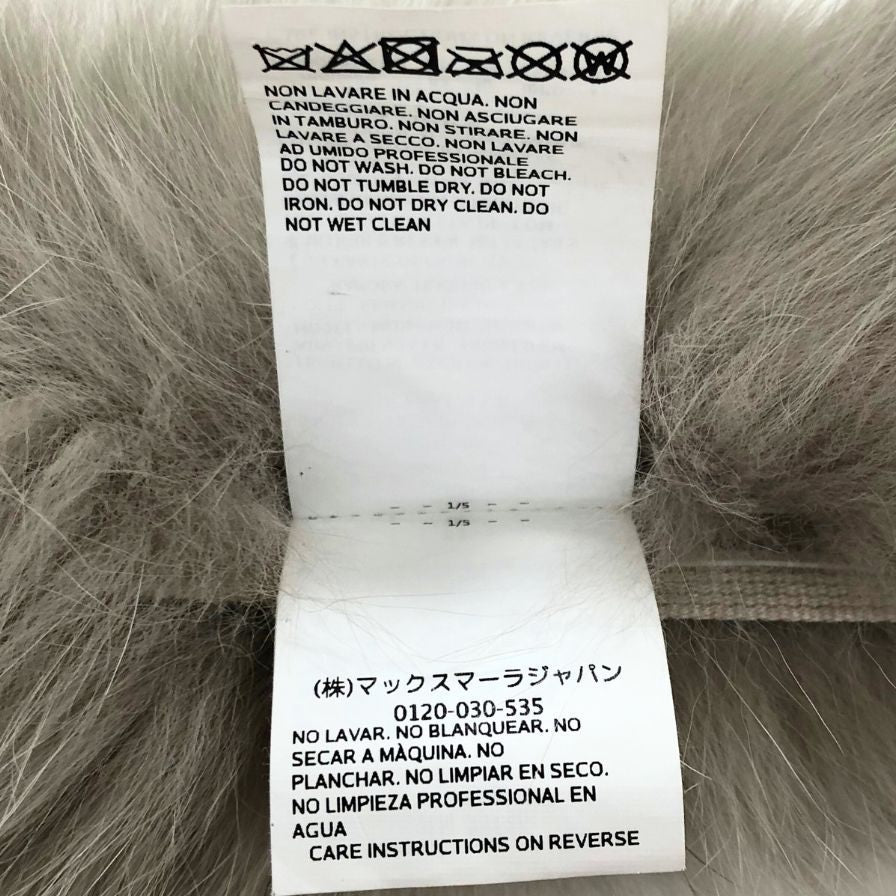 NON LAVARE IN ACQUA. NON
CANDEGGIARE. NON ASCIUGARE
IN TAMBURO. NON STIRARE. NON
LAVARE A SECCO. NON LAVARE
AD UMIDO PROFESSIONALE
DO NOT WASH. DO NOT BLEACH.
DO NOT TUMBLE DRY. DO NOT
IRON. DO NOT DRY CLEAN. DO
NOT WET CLEAN
1/5
1/5
(株)マックスマーラジャパン
0120-030-535
NO LAVAR. NO BLANQUEAR. NO
SECAR A MÀQUINA. NO
PLANCHAR. NO LIMPIAR EN SECO.
NO LIMPIEZA PROFESSIONAL EN
AGUA
CARE INSTRUCTIONS ON REVERSE